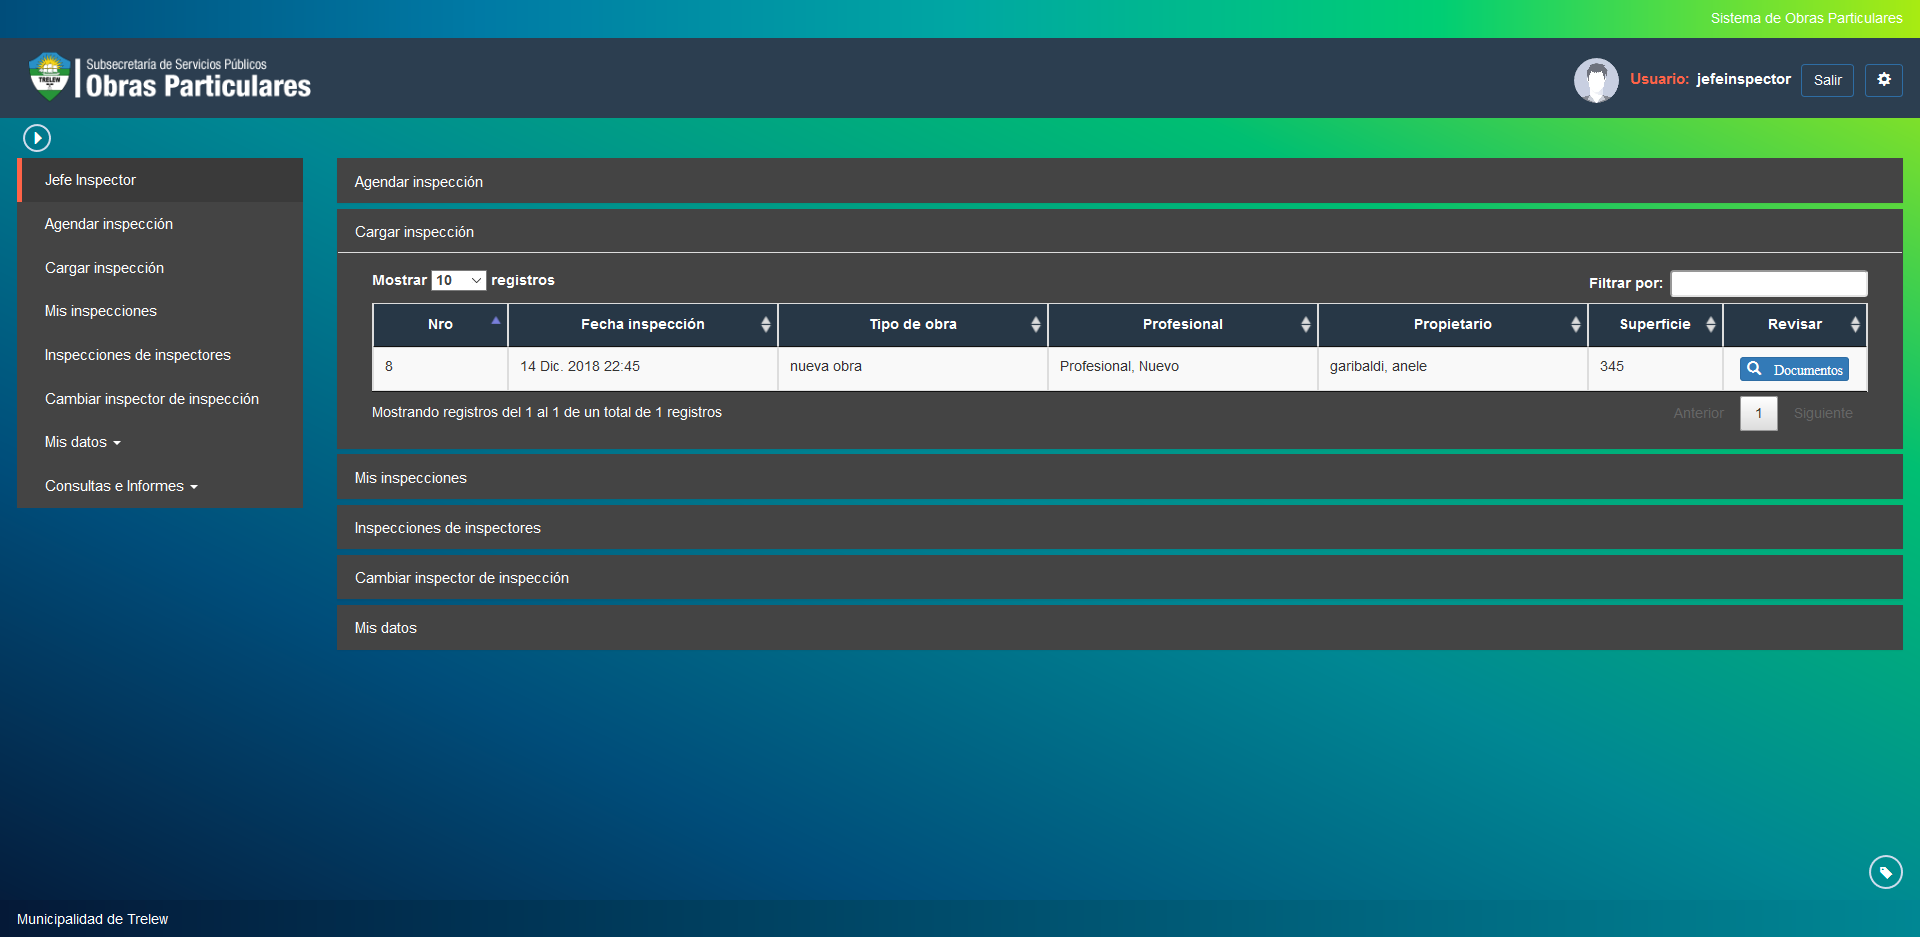 Sistema de Obras Particulares
Subsecretaría de Servicios Públicos
TRELEW
Obras Particulares
Usuario: jefeinspector Salir
Jefe Inspector
Agendar inspección
Cargar inspección
Mis inspecciones
Inspecciones de inspectores
Cambiar inspector de inspección
Mis datos
Consultas e Informes
Agendar inspección
Cargar inspección
Mostrar 10 registros Filtrar por:
Nro Fecha inspección Tipo de obra Profesional Propietario Superficie Revisar
8 14 Dic. 2018 22:45 nueva obra Profesional, Nuevo garibaldi, anele 345 Documentos
Mostrando registros del 1 al 1 de un total de 1 registros Anterior 1 Siguiente
Mis inspecciones
Inspecciones de inspectores
Cambiar inspector de inspección
Mis datos
Municipalidad de Trelew